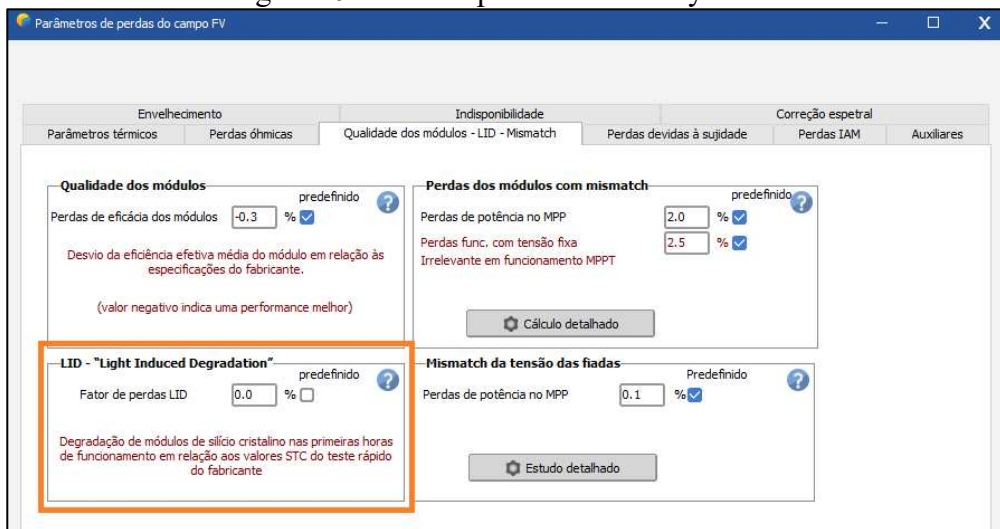 Parâmetros de perdas do campo FV
Envelhecimento Indisponibilidade Correção espetral
Parâmetros térmicos Perdas óhmicas Qualidade dos módulos - LID - Mismatch Perdas devidas à sujidade Perdas IAM Auxiliares
Qualidade dos módulos
predefinido
Perdas de eficácia dos módulos -0.3 %
Desvio da eficiência efetiva média do módulo em relação às
especificações do fabricante.
(valor negativo indica uma performance melhor)
Perdas dos módulos com mismatch
predefinido
Perdas de potência no MPP 2.0 %
Perdas func. com tensão fixa 2.5 %
Irrelevante em funcionamento MPPT
Cálculo detalhado
LID - "Light Induced Degradation"
predefinido
Fator de perdas LID 0.0 %
Degradação de módulos de silício cristalino nas primeiras horas
de funcionamento em relação aos valores STC do teste rápido
do fabricante
Mismatch da tensão das fiadas
Predefinido
Perdas de potência no MPP 0.1 %
Estudo detalhado